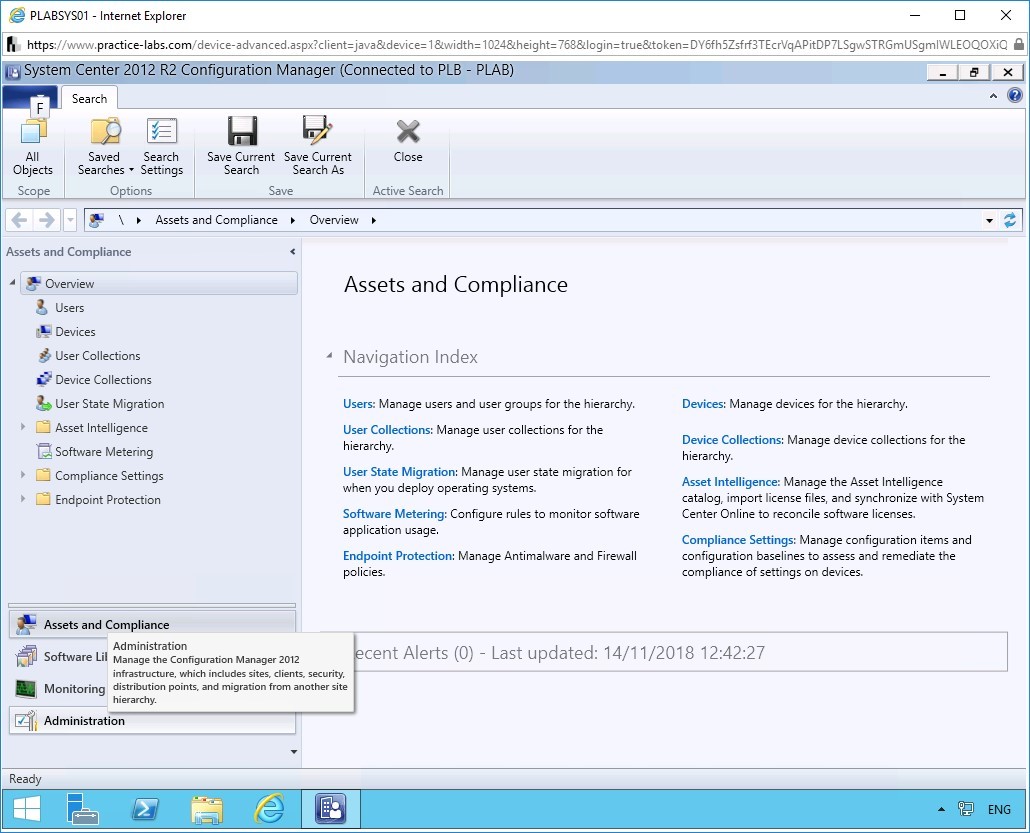 PLABSYS01 - Internet Explorer
https://www.practice-labs.com/device-advanced.aspx?client=java&device=1&width=1024&height=768&login=true&token=DY6fh5Zsfrf3TEcrVqAPitDP7LSgwSTRGmUSgmIWLEOQOXiQ
System Center 2012 R2 Configuration Manager (Connected to PLB - PLAB)
F
Search
All Objects
Saved Searches
Search Settings
Save Current Search
Save Current Search As
Close
Scope
Options
Save
Active Search
\ Assets and Compliance Overview
Assets and Compliance
Overview
Users
Devices
User Collections
Device Collections
User State Migration
Asset Intelligence
Software Metering
Compliance Settings
Endpoint Protection
Assets and Compliance
Software
Monitoring
Administration
Administration
Manage the Configuration Manager 2012
infrastructure, which includes sites, clients, security,
distribution points, and migration from another site
hierarchy.
Assets and Compliance
Navigation Index
Users: Manage users and user groups for the hierarchy.
User Collections: Manage user collections for the
hierarchy.
User State Migration: Manage user state migration for
when you deploy operating systems.
Software Metering: Configure rules to monitor software
application usage.
Endpoint Protection: Manage Antimalware and Firewall
policies.
Devices: Manage devices for the hierarchy.
Device Collections: Manage device collections for the
hierarchy.
Asset Intelligence: Manage the Asset Intelligence
catalog, import license files, and synchronize with System
Center Online to reconcile software licenses.
Compliance Settings: Manage configuration items and
configuration baselines to assess and remediate the
compliance of settings on devices.
ecent Alerts (0) - Last updated: 14/11/2018 12:42:27
Ready
ENG